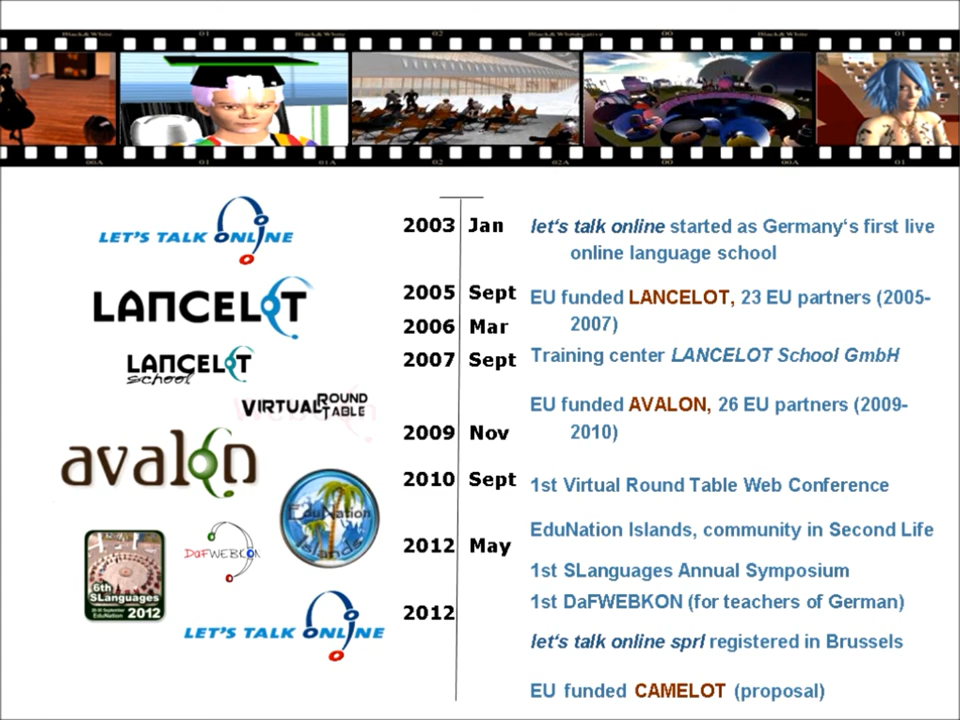 LET'S TALK ONLINE
LANCELOT
LANCELOT
school
VIRTUAL ROUND TABLE
avalon
EduNation
Islands
DaFWEBKON
6th
SLanguages
EduNation
2012
LET'S TALK ONLINE
2003 Jan
2005 Sept
2006 Mar
2007 Sept
2009 Nov
2010 Sept
2012 May
2012
let's talk online started as Germany's first live
online language school
EU funded LANCELOT, 23 EU partners (2005-
2007)
Training center LANCELOT School GmbH
EU funded AVALON, 26 EU partners (2009-
2010)
1st Virtual Round Table Web Conference
EduNation Islands, community in Second Life
1st SLanguages Annual Symposium
1st DaFWEBKON (for teachers of German)
let's talk online sprl registered in Brussels
EU funded CAMELOT (proposal)